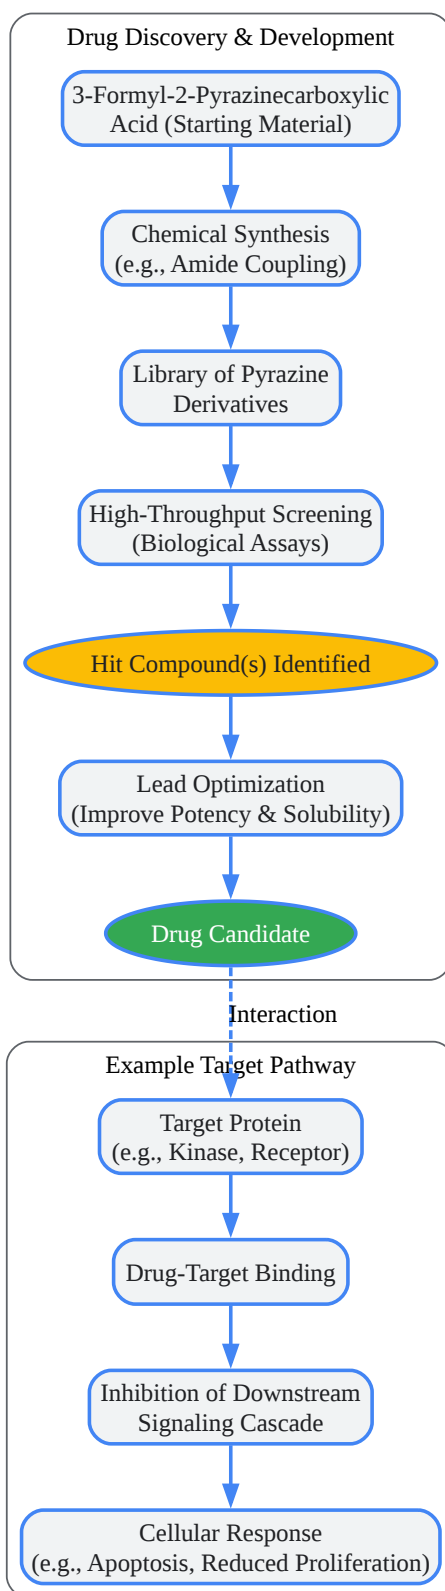 Drug Discovery & Development
3-Formyl-2-Pyrazinecarboxylic
Acid (Starting Material)
Chemical Synthesis
(e.g., Amide Coupling)
Library of Pyrazine
Derivatives
High-Throughput Screening
(Biological Assays)
Hit Compound(s) Identified
Lead Optimization
(Improve Potency & Solubility)
Drug Candidate
Interaction
Example Target Pathway
Target Protein
(e.g., Kinase, Receptor)
Drug-Target Binding
Inhibition of Downstream
Signaling Cascade
Cellular Response
(e.g., Apoptosis, Reduced Proliferation)